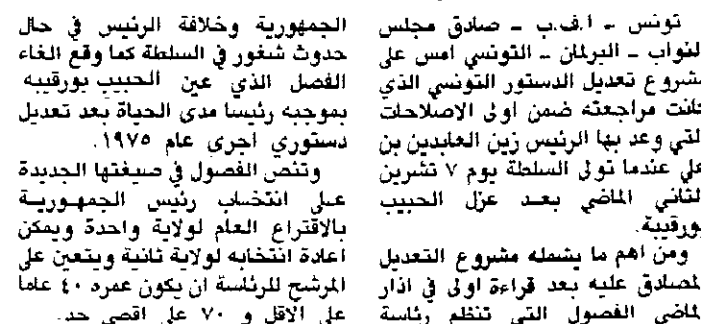 تونس - ا.ف.ب - صادق مجلس
النواب - البرلمان - التونسي امس على
مشروع تعديل الدستور التونسي الذي
كانت مراجعته ضمن اولى الاصلاحات
التي وعد بها الرئيس زين العابدين بن
علي عندما تولى السلطة يوم ٧ تشرين
الثاني الماضي بعد عزل الحبيب
بورقيبة.
ومن اهم ما يشمله مشروع التعديل
المصادق عليه بعد قراءة اولى في اذار
الماضي الفصول التي تنظم رئاسة
الجمهورية وخلافة الرئيس في حال
حدوث شغور في السلطة كما وقع الغاء
الفصل الذي عين الحبيب بورقيبه
بموجبه رئيسا مدى الحياة بعد تعديل
دستوري اجري عام ١٩٧٥.
وتنص الفصول في صيغتها الجديدة
على انتخاب رئيس الجمهورية
بالاقتراع العام لولاية واحدة ويمكن
اعادة انتخابه لولاية ثانية ويتعين على
المرشح للرئاسة ان يكون عمره ٤٠ عاما
على الاقل و ٧٠ على اقصى حد.